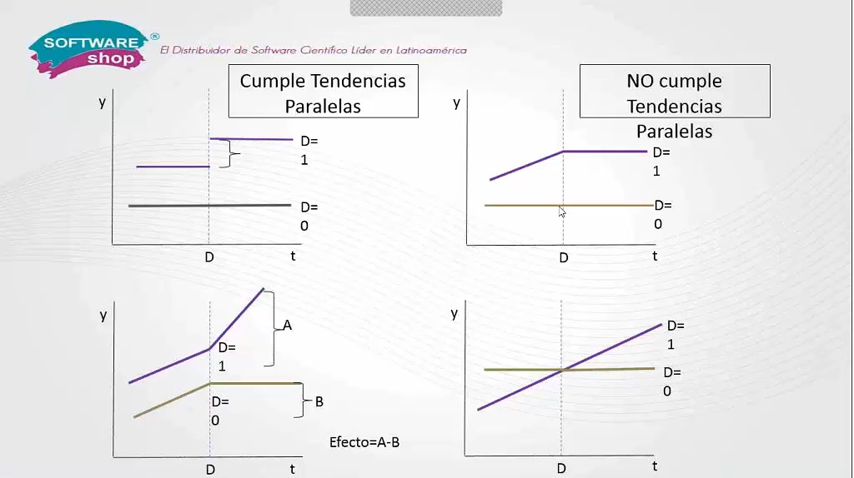 SOFTWARE
shop
®
El Distribuidor de Software Científico Líder en Latinoamérica
Cumple Tendencias
Paralelas
y
D=
1
D=
0
D
t
NO cumple
Tendencias
Paralelas
y
D=
1
D=
0
D
t
y
A
D=
1
D=
0
B
Efecto=A-B
D
t
y
D=
1
D=
0
D
t